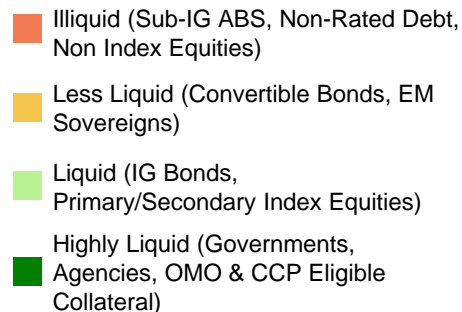 Illiquid (Sub-IG ABS, Non-Rated Debt,
Non Index Equities)
Less Liquid (Convertible Bonds, EM
Sovereigns)
Liquid (IG Bonds,
Primary/Secondary Index Equities)
Highly Liquid (Governments,
Agencies, OMO & CCP Eligible
Collateral)